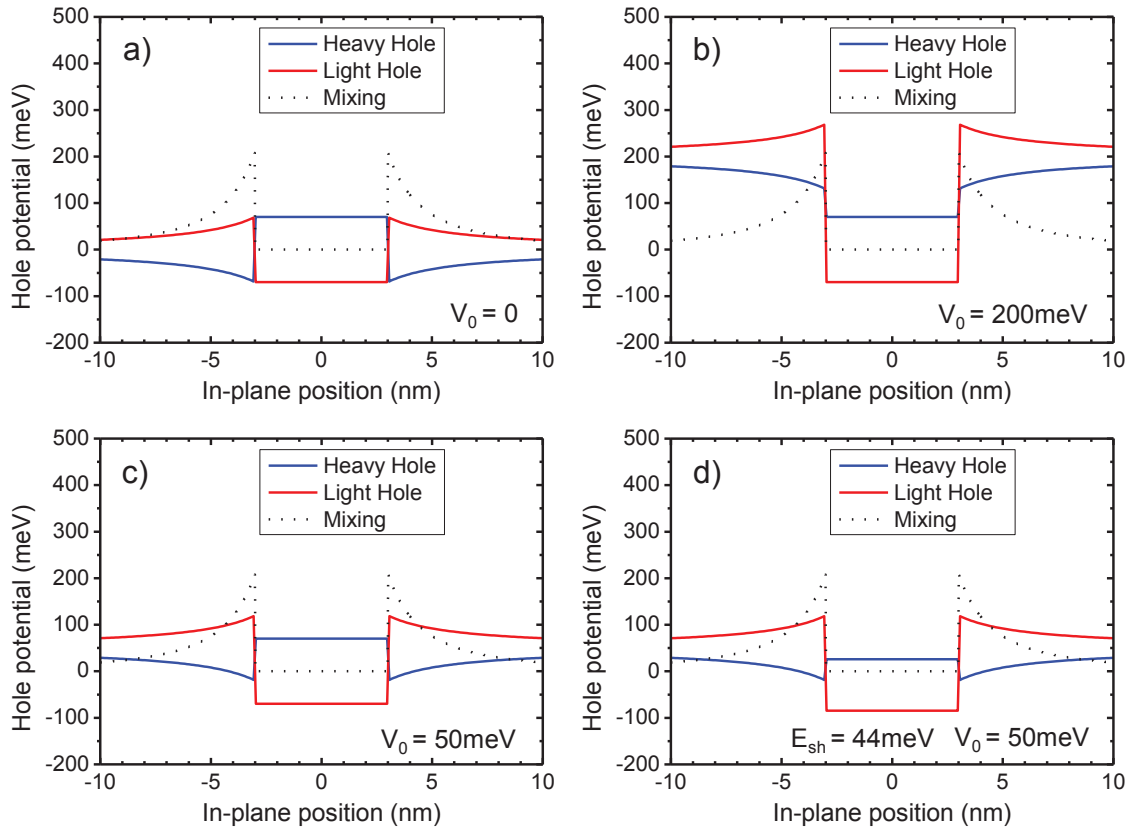 a)
Heavy Hole
Light Hole
Mixing
500
400
300
200
100
0
-100
-200
Hole potential (meV)
V0 = 0
-10 -5 0 5 10
In-plane position (nm)
b)
Heavy Hole
Light Hole
Mixing
500
400
300
200
100
0
-100
-200
Hole potential (meV)
V0 = 200meV
-10 -5 0 5 10
In-plane position (nm)
c)
Heavy Hole
Light Hole
Mixing
500
400
300
200
100
0
-100
-200
Hole potential (meV)
V0 = 50meV
-10 -5 0 5 10
In-plane position (nm)
d)
Heavy Hole
Light Hole
Mixing
500
400
300
200
100
0
-100
-200
Hole potential (meV)
Esh = 44meV V0 = 50meV
-10 -5 0 5 10
In-plane position (nm)